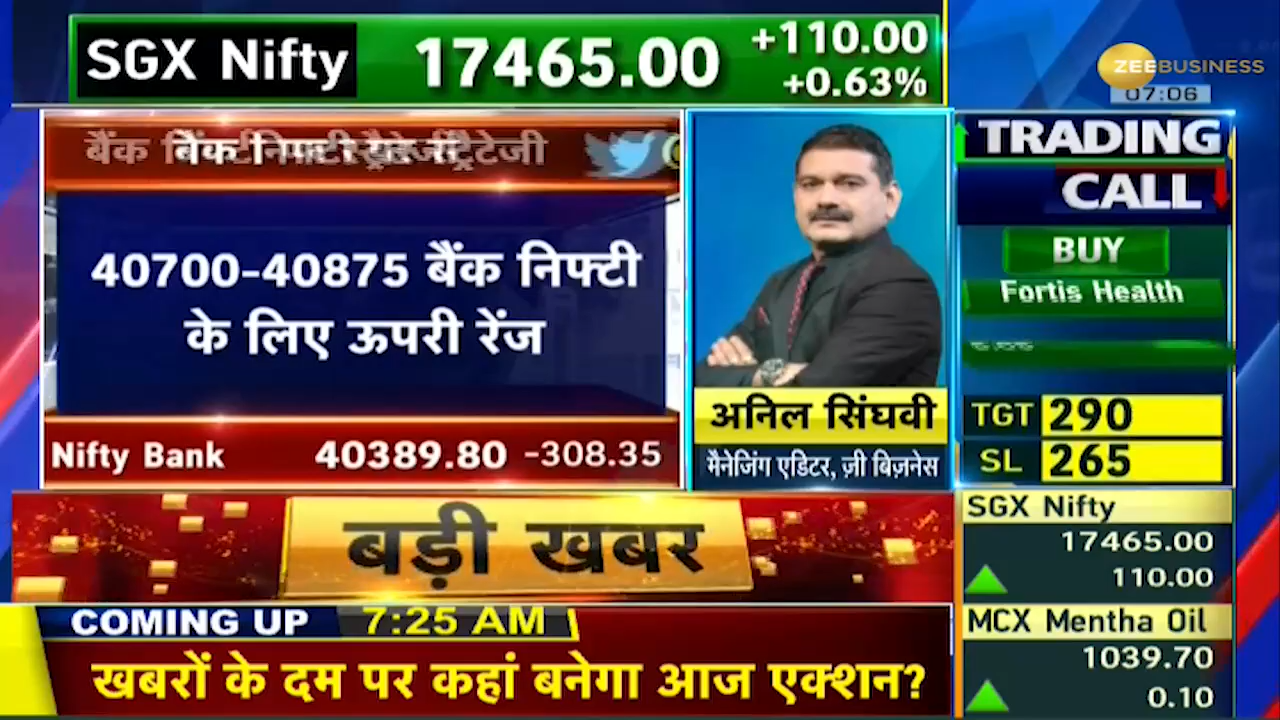 SGX Nifty 17465.00 +110.00
+0.63%
ZEEBUSINESS
07:06
40700-40875 बैंक निफ्टी
के लिए ऊपरी रेंज
Nifty Bank 40389.80 -308.35
अनिल सिंघवी
मैनेजिंग एडिटर, ज़ी बिज़नेस
TRADING
CALL
BUY
Fortis Health
TGT 290
SL 265
SGX Nifty
17465.00
110.00
MCX Mentha Oil
1039.70
0.10
बड़ी खबर
COMING UP 7:25 AM
खबरों के दम पर कहां बनेगा आज एक्शन?